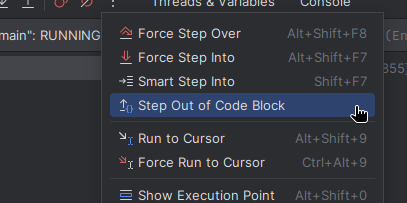 Threads & Variables Console
main": RUNNING
Force Step Over Alt+Shift+F8
Force Step Into Alt+Shift+F7
Smart Step Into Shift+F7
Step Out of Code Block
Run to Cursor Alt+Shift+9
Force Run to Cursor Ctrl+Alt+9
Show Execution Point Alt+Shift+0